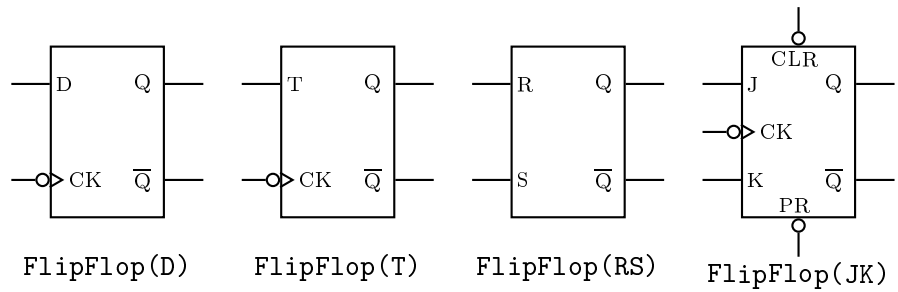 D Q
CK Q̅
FlipFlop(D)
T Q
CK Q̅
FlipFlop(T)
R Q
S Q̅
FlipFlop(RS)
CLR
J Q
CK
K Q̅
PR
FlipFlop(JK)